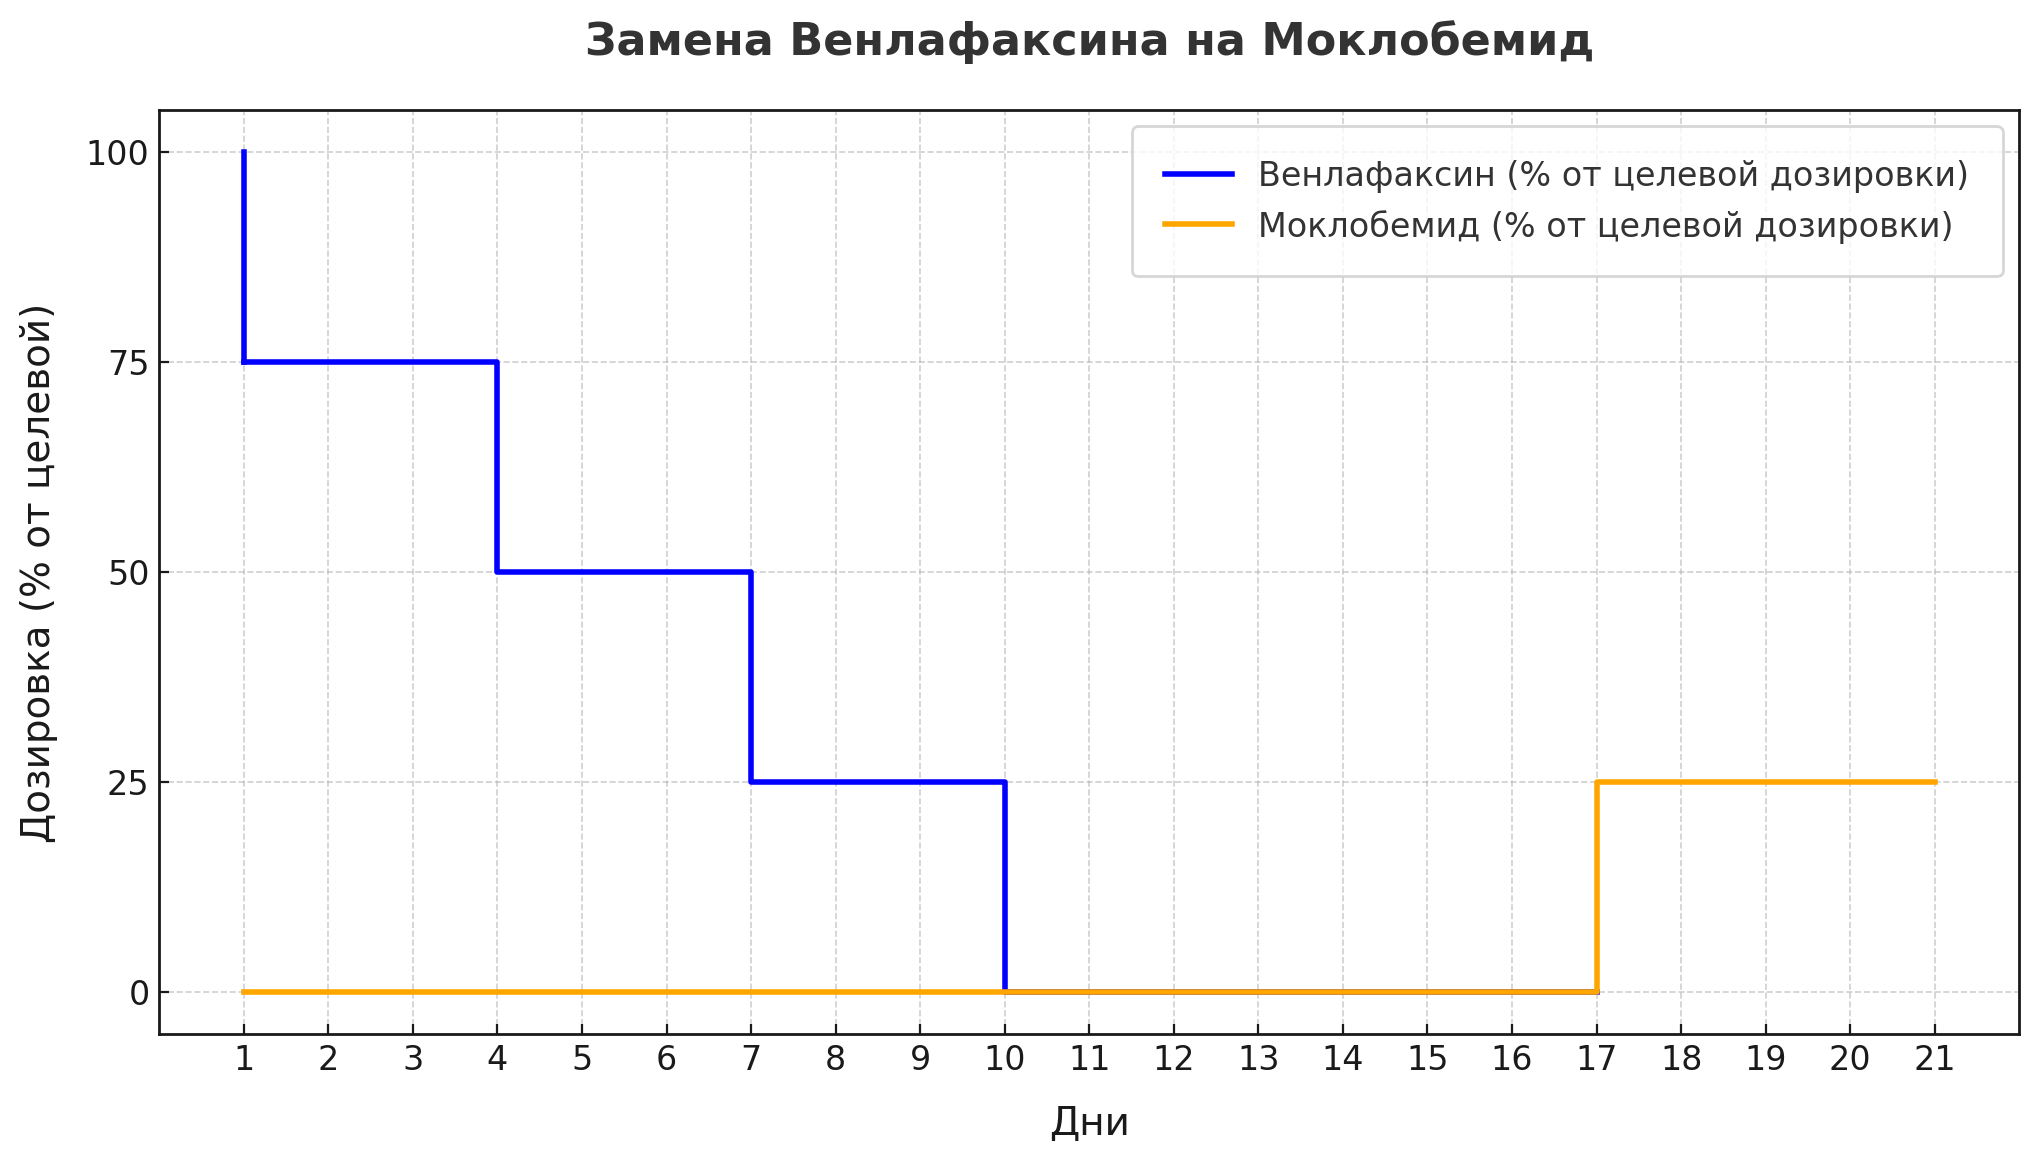 Замена Венлафаксина на Моклобемид
Венлафаксин (% от целевой дозировки)
Моклобемид (% от целевой дозировки)
Дозировка (% от целевой)
100
75
50
25
0
1 2 3 4 5 6 7 8 9 10 11 12 13 14 15 16 17 18 19 20 21
Дни